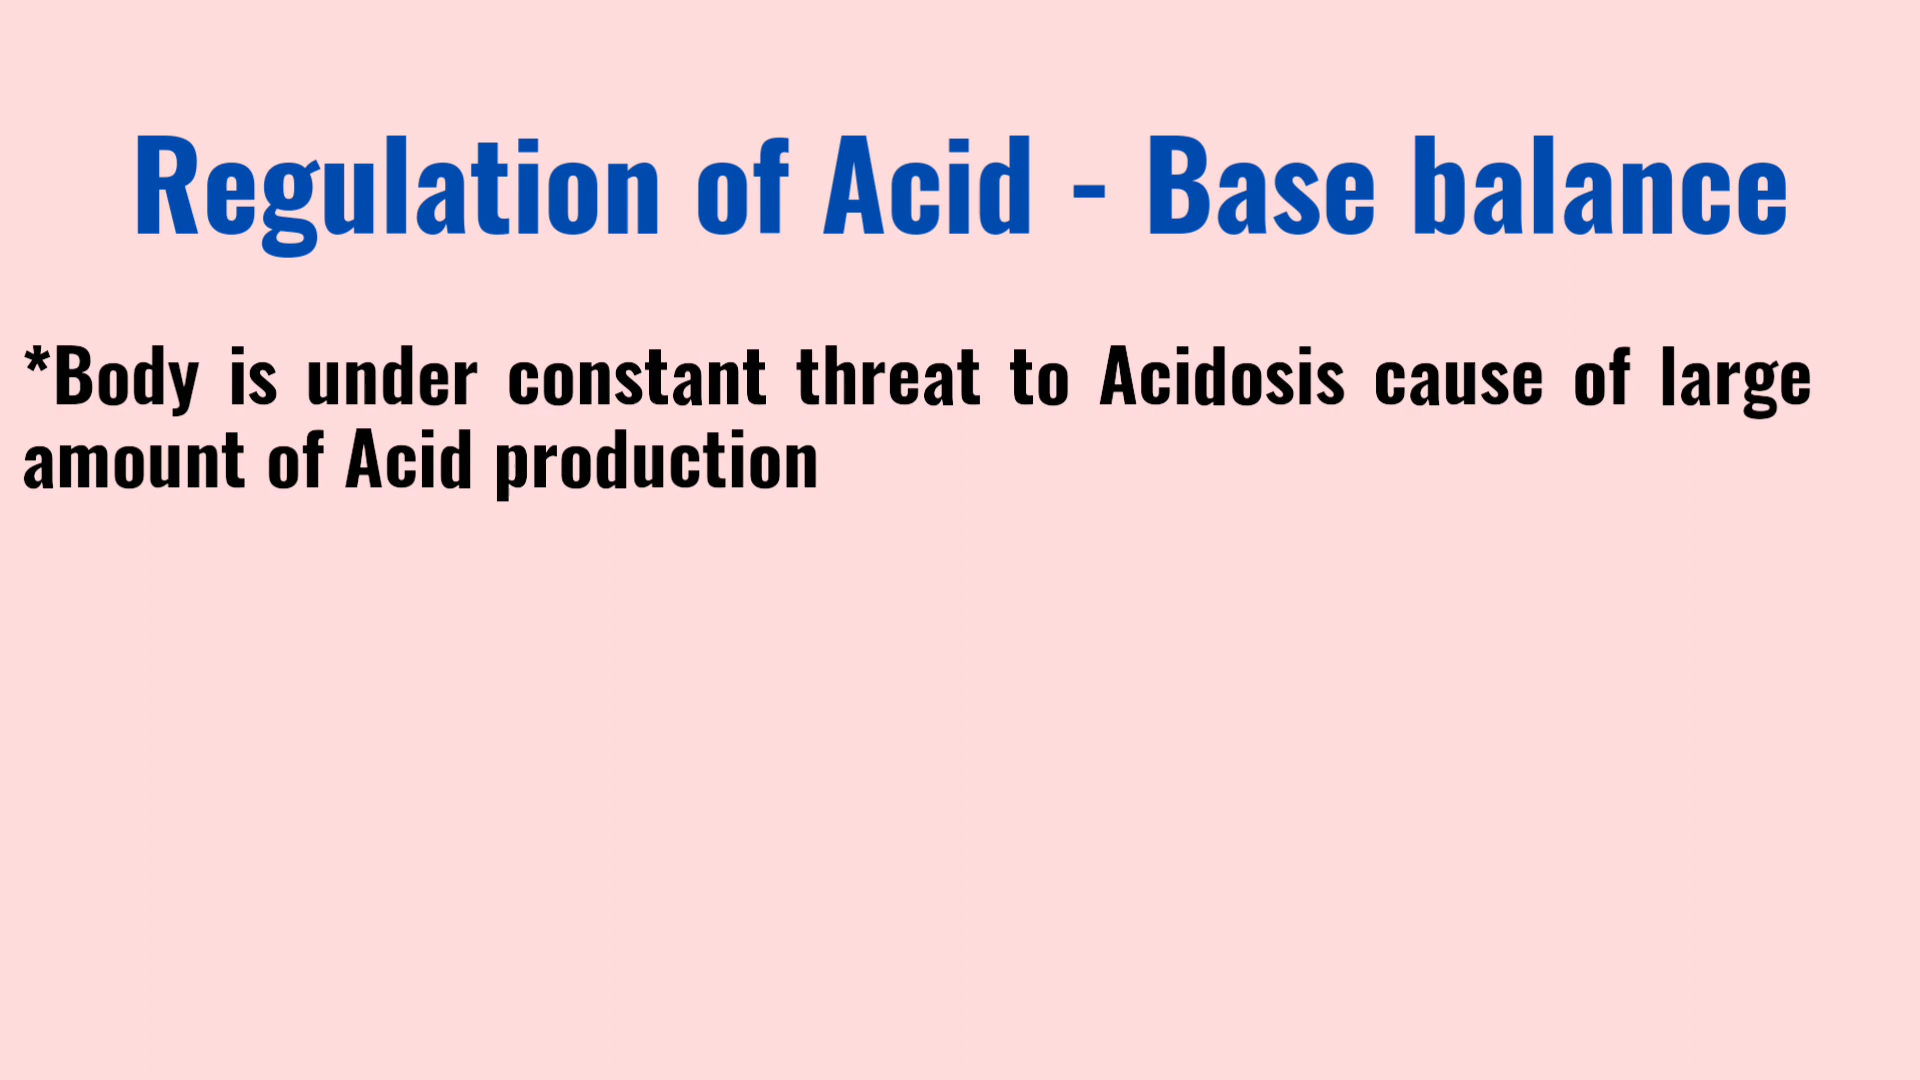 Regulation of Acid - Base balance
*Body is under constant threat to Acidosis cause of large
amount of Acid production